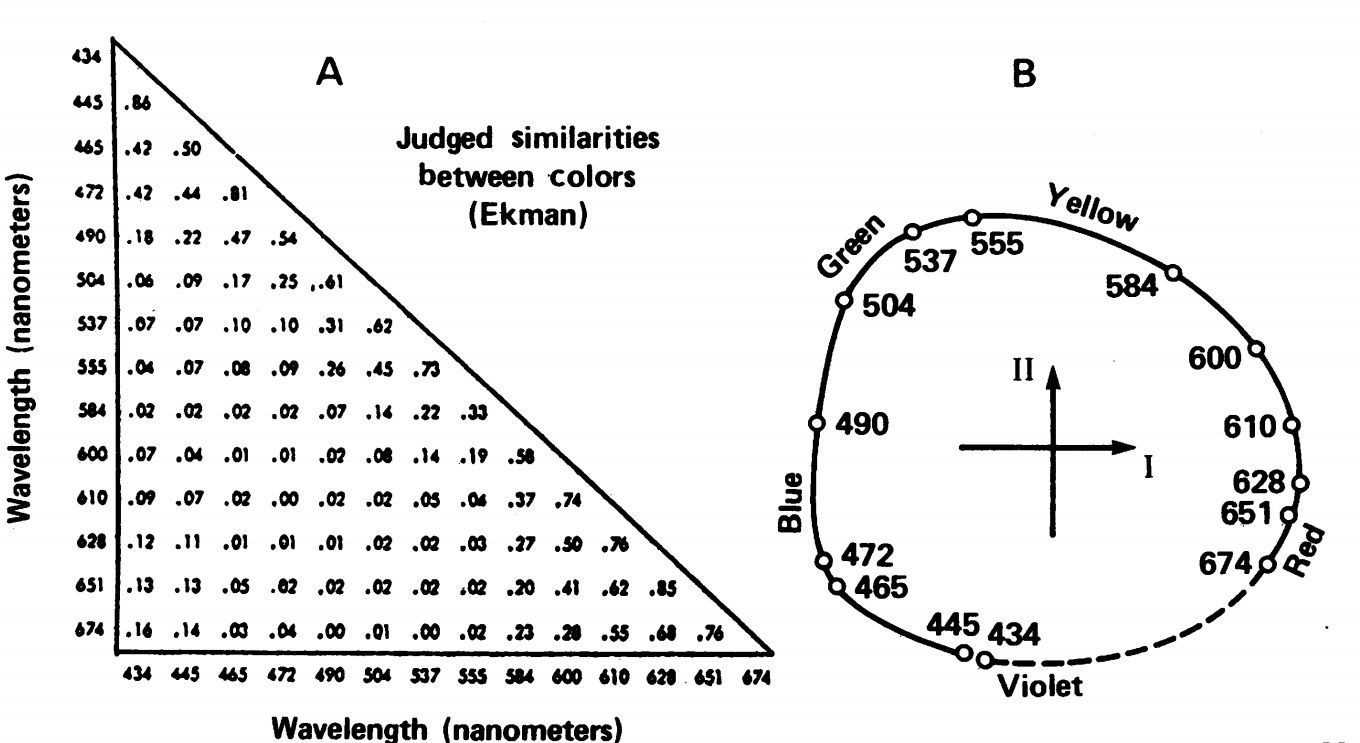 A
Judged similarities
between colors
(Ekman)
Wavelength (nanometers)
434
445 .86
465 .42 .50
472 .42 .44 .81
490 .18 .22 .47 .54
504 .06 .09 .17 .25 .61
537 .07 .07 .10 .10 .31 .62
555 .04 .07 .08 .09 .26 .45 .73
584 .02 .02 .02 .02 .07 .14 .22 .33
600 .07 .04 .01 .01 .02 .08 .14 .19 .58
610 .09 .07 .02 .00 .02 .02 .05 .04 .37 .74
628 .12 .11 .01 .01 .01 .02 .02 .03 .27 .50 .76
651 .13 .13 .05 .02 .02 .02 .02 .02 .20 .41 .62 .85
674 .16 .14 .03 .04 .00 .01 .00 .02 .23 .28 .55 .68 .76
434 445 465 472 490 504 537 555 584 600 610 628 651 674
Wavelength (nanometers)
B
Yellow
Green
537
555
584
504
600
II
490
610
I
628
Blue
651
Red
472
674
465
445
434
Violet